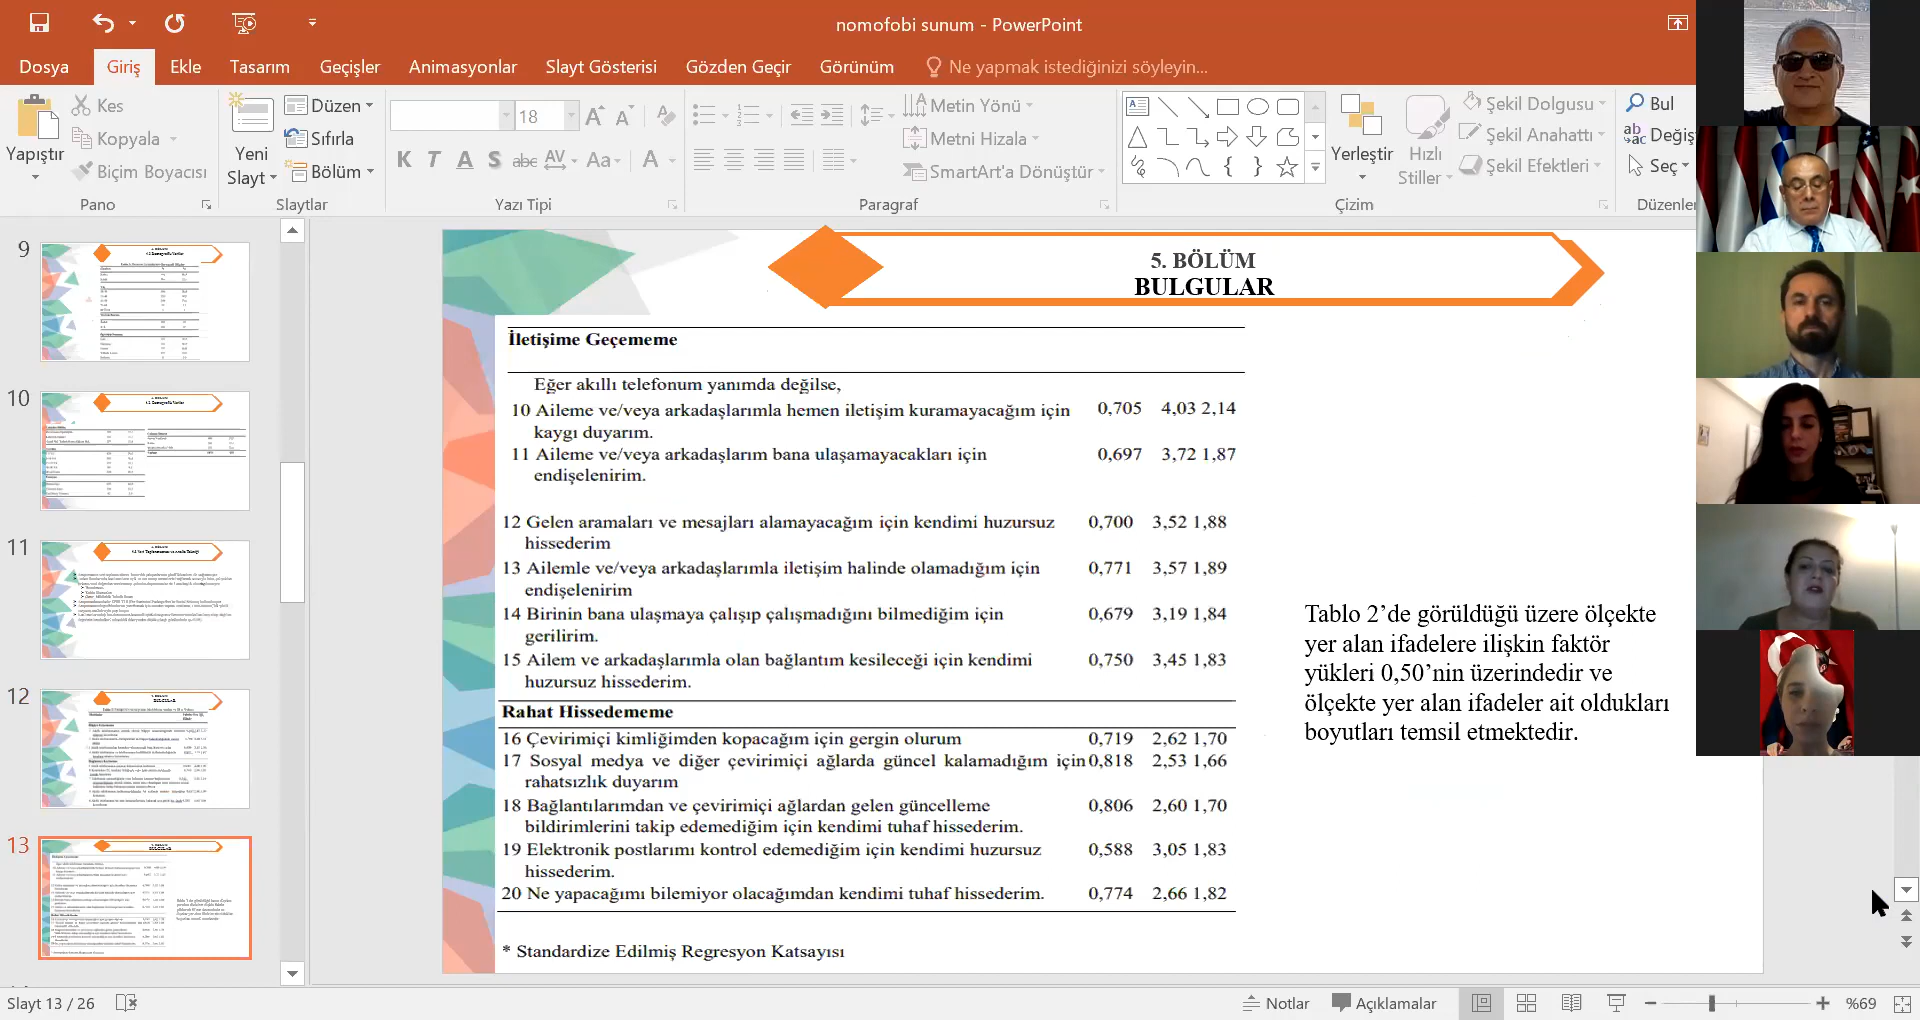 nomofobi sunum - PowerPoint
Dosya Giriş Ekle Tasarım Geçişler Animasyonlar Slayt Gösterisi Gözden Geçir Görünüm Ne yapmak istediğinizi söyleyin...
Yapıştır
Kes
Kopyala
Biçim Boyacısı
Pano
Yeni
Slayt
Düzen
Sıfırla
Bölüm
Slaytlar
18
K T A S abc AV Aa A
Yazı Tipi
Metin Yönü
Metni Hizala
SmartArt'a Dönüştür
Paragraf
Yerleştir
Hızlı
Stiller
Şekil Dolgusu
Şekil Anahattı
Şekil Efektleri
Çizim
Bul
Değiş
Seç
Düzenler
9
10
11
12
13
5. BÖLÜM
BULGULAR
İletişime Geçememe
Eğer akıllı telefonum yanımda değilse,
10 Aileme ve/veya arkadaşlarımla hemen iletişim kuramayacağım için 0,705 4,03 2,14
kaygı duyarım.
11 Aileme ve/veya arkadaşlarım bana ulaşamayacakları için 0,697 3,72 1,87
endişelenirim.
12 Gelen aramaları ve mesajları alamayacağım için kendimi huzursuz 0,700 3,52 1,88
hissederim
13 Ailemle ve/veya arkadaşlarımla iletişim halinde olamadığım için 0,771 3,57 1,89
endişelenirim
14 Birinin bana ulaşmaya çalışıp çalışmadığını bilmediğim için 0,679 3,19 1,84
gerilirim.
15 Ailem ve arkadaşlarımla olan bağlantım kesileceği için kendimi 0,750 3,45 1,83
huzursuz hissederim.
Rahat Hissedememe
16 Çevirimiçi kimliğimden kopacağım için gergin olurum 0,719 2,62 1,70
17 Sosyal medya ve diğer çevirimiçi ağlarda güncel kalamadığım için 0,818 2,53 1,66
rahatsızlık duyarım
18 Bağlantılarımdan ve çevirimiçi ağlardan gelen güncelleme 0,806 2,60 1,70
bildirimlerini takip edemediğim için kendimi tuhaf hissederim.
19 Elektronik postlarımı kontrol edemediğim için kendimi huzursuz 0,588 3,05 1,83
hissederim.
20 Ne yapacağımı bilemiyor olacağımdan kendimi tuhaf hissederim. 0,774 2,66 1,82
* Standardize Edilmiş Regresyon Katsayısı
Tablo 2’de görüldüğü üzere ölçekte
yer alan ifadelere ilişkin faktör
yükleri 0,50’nin üzerindedir ve
ölçekte yer alan ifadeler ait oldukları
boyutları temsil etmektedir.
Slayt 13 / 26
Notlar
Açıklamalar
%69